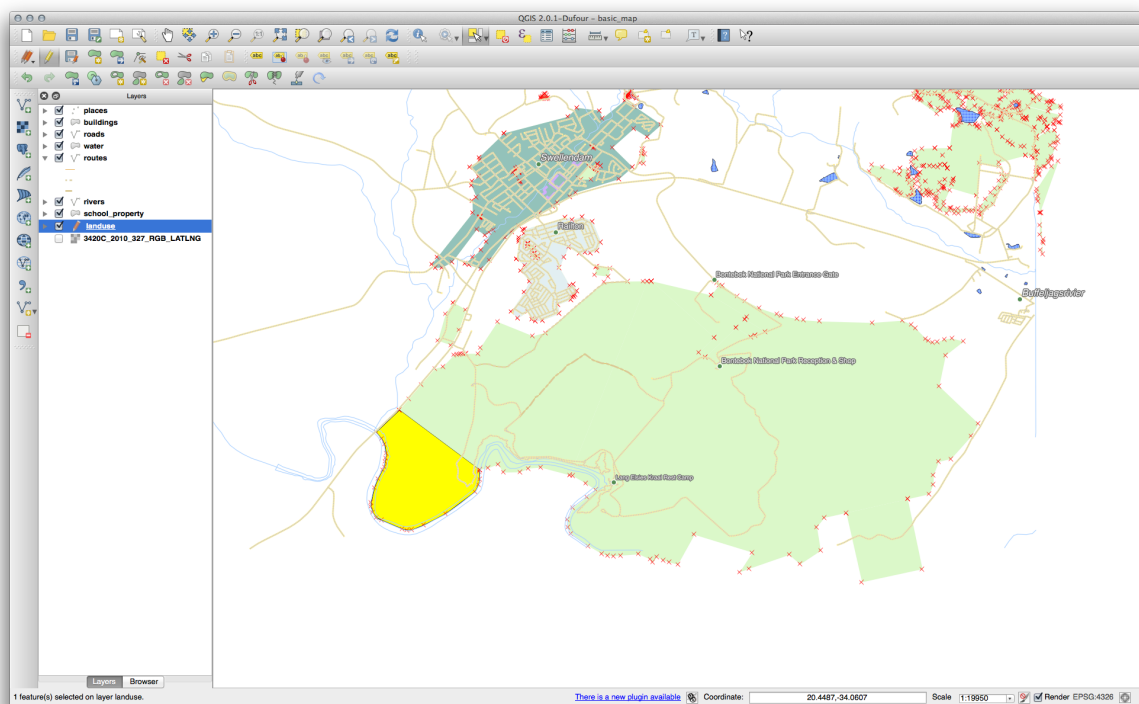 QGIS 2.0.1-Dufour - basic_map
Layers
places
buildings
roads
water
routes
rivers
school_property
landuse
3420C_2010_327_RGB_LATLNG
Swellendam
Railton
Bontebok National Park Entrance Gate
Buffeljagsrivier
Bontebok National Park Reception & Shop
Lang Elsies Kraal Rest Camp
Layers Browser
1 feature(s) selected on layer landuse. There is a new plugin available Coordinate: 20.4487,-34.0607 Scale 1:19950 Render EPSG:4326